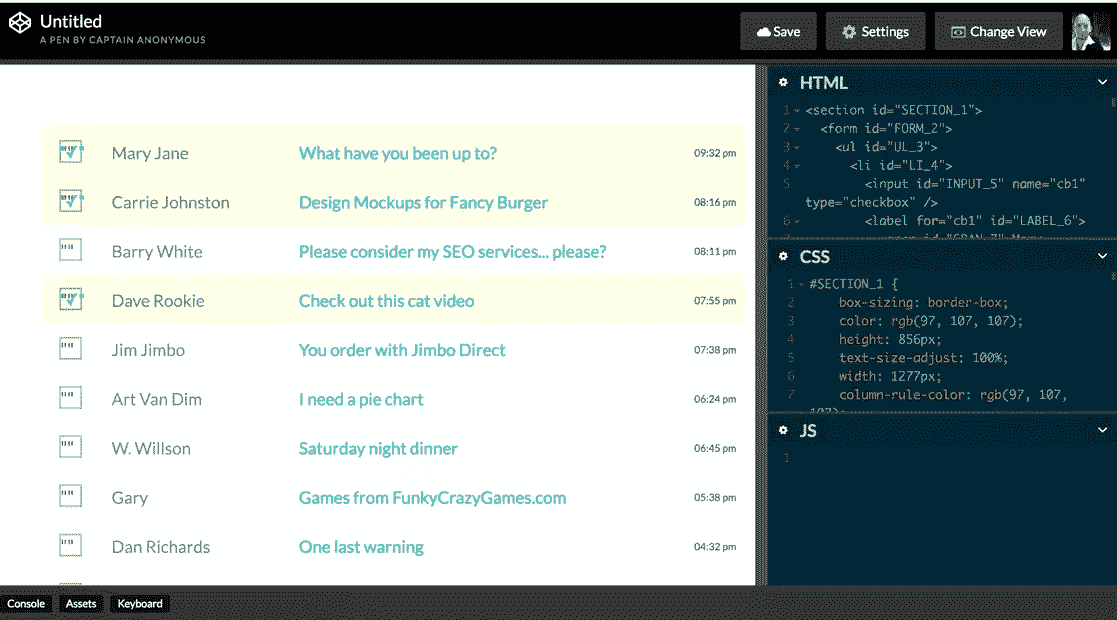 Untitled
A PEN BY CAPTAIN ANONYMOUS
Save
Settings
Change View
Mary Jane What have you been up to? 09:32 pm
Carrie Johnston Design Mockups for Fancy Burger 08:16 pm
Barry White Please consider my SEO services... please? 08:11 pm
Dave Rookie Check out this cat video 07:55 pm
Jim Jimbo You order with Jimbo Direct 07:38 pm
Art Van Dim I need a pie chart 06:24 pm
W. Willson Saturday night dinner 06:45 pm
Gary Games from FunkyCrazyGames.com 05:38 pm
Dan Richards One last warning 04:32 pm
HTML
1 <section id="SECTION_1">
2 <form id="FORM_2">
3 <ul id="UL_3">
4 <li id="LI_4">
5 <input id="INPUT_5" name="cb1"
type="checkbox" />
6 <label for="cb1" id="LABEL_6">
CSS
1 #SECTION_1 {
2 box-sizing: border-box;
3 color: rgb(97, 107, 107);
4 height: 856px;
5 text-size-adjust: 100%;
6 width: 1277px;
7 column-rule-color: rgb(97, 107,
JS
1
Console
Assets
Keyboard